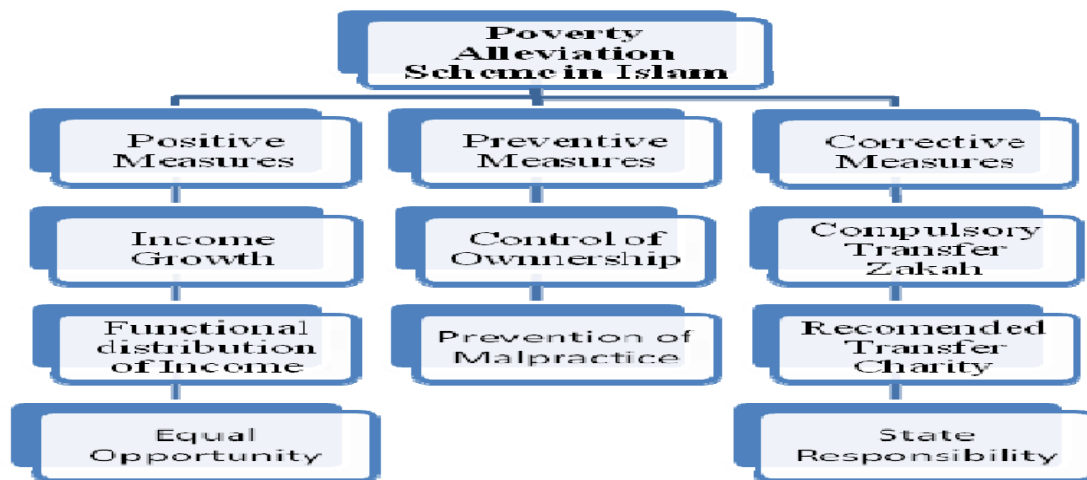 Poverty
Alleviation
Scheme in Islam
Positive
Measures
Preventive
Measures
Corrective
Measures
Income
Growth
Control of
Ownnership
Compulsory
Transfer
Zakah
Functional
distribution
of Income
Prevention of
Malpractice
Recomended
Transfer
Charity
Equal
Opportunity
State
Responsibility